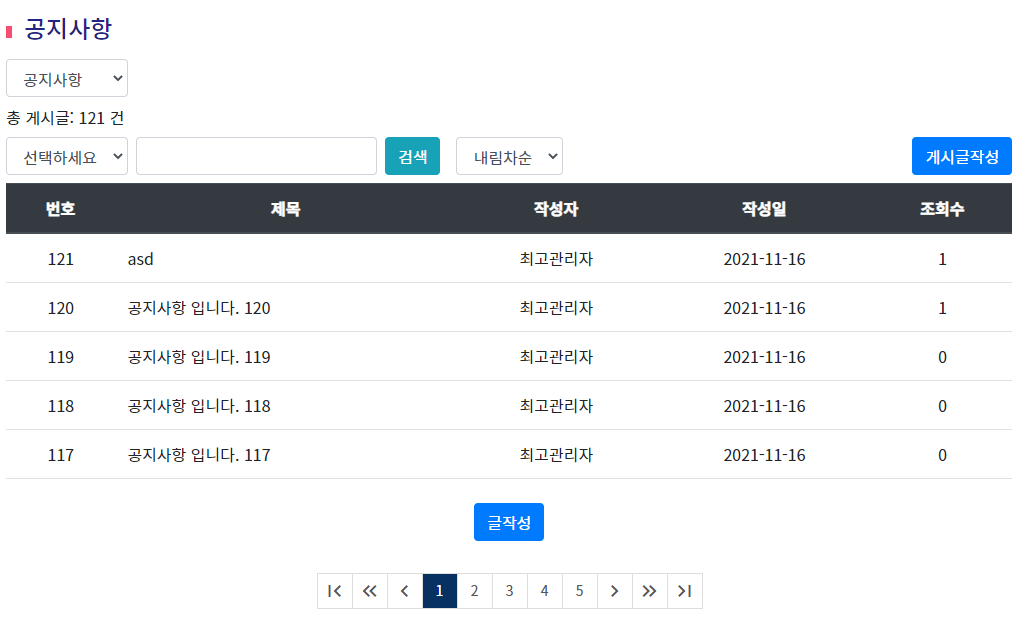 공지사항
공지사항
총 게시글: 121 건
선택하세요 검색 내림차순 게시글작성
번호 제목 작성자 작성일 조회수
121 asd 최고관리자 2021-11-16 1
120 공지사항 입니다. 120 최고관리자 2021-11-16 1
119 공지사항 입니다. 119 최고관리자 2021-11-16 0
118 공지사항 입니다. 118 최고관리자 2021-11-16 0
117 공지사항 입니다. 117 최고관리자 2021-11-16 0
글작성
1 2 3 4 5